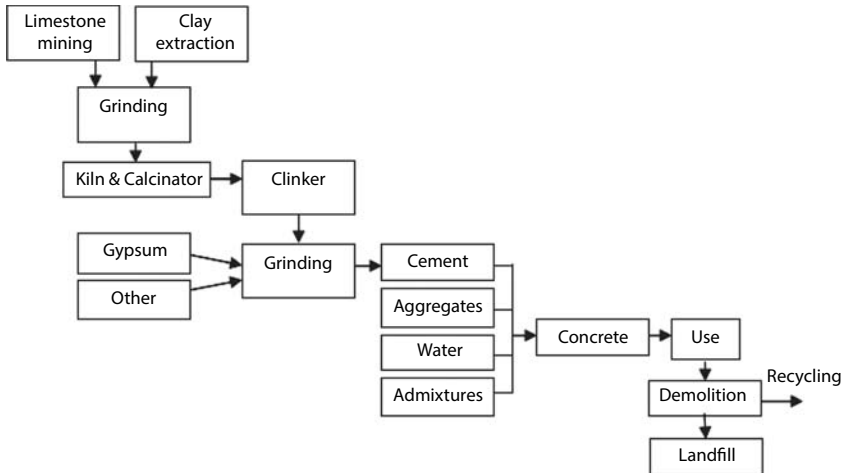 Limestone
mining
Clay
extraction
Grinding
Kiln & Calcinator
Clinker
Gypsum
Other
Grinding
Cement
Aggregates
Water
Admixtures
Concrete
Use
Demolition
Recycling
Landfill